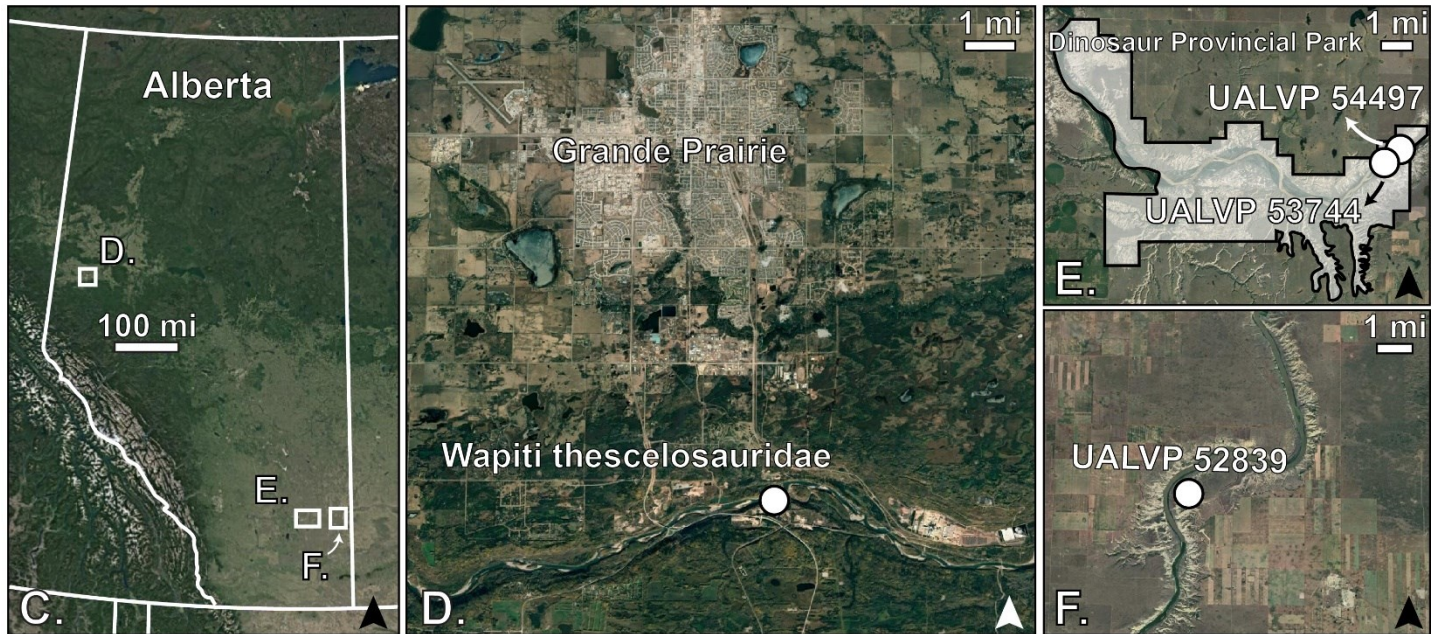 Alberta
D.
100 mi
E.
F.
C.
1 mi
Grande Prairie
Wapiti thescelosauridae
D.
1 mi
Dinosaur Provincial Park
UALVP 54497
UALVP 53744
E.
1 mi
UALVP 52839
F.